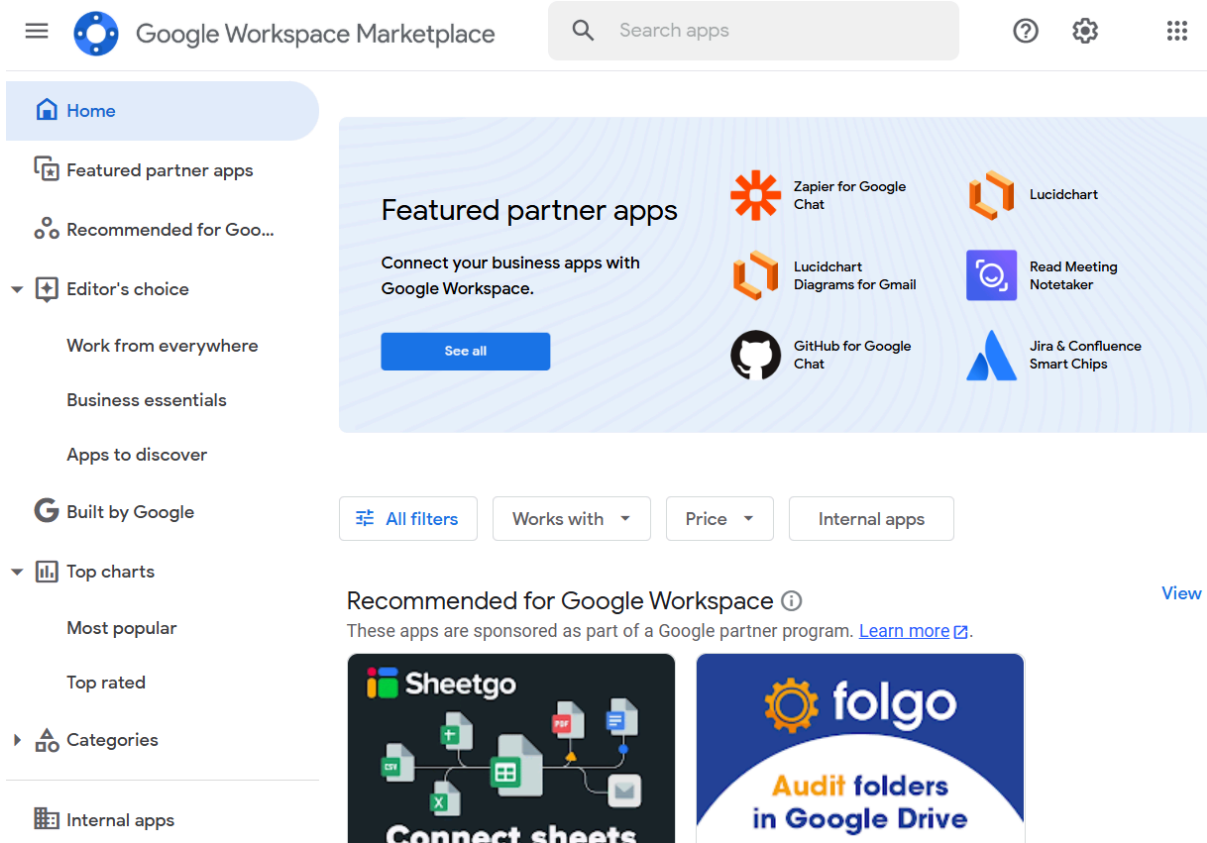 Google Workspace Marketplace
Search apps
Home
Featured partner apps
Recommended for Goo...
Editor's choice
Work from everywhere
Business essentials
Apps to discover
Built by Google
Top charts
Most popular
Top rated
Categories
Internal apps
Featured partner apps
Connect your business apps with
Google Workspace.
See all
Zapier for Google
Chat
Lucidchart
Lucidchart
Diagrams for Gmail
Read Meeting
Notetaker
GitHub for Google
Chat
Jira & Confluence
Smart Chips
All filters
Works with
Price
Internal apps
Recommended for Google Workspace
View
These apps are sponsored as part of a Google partner program. Learn more.
Sheetgo
PDF
CSV
X
Connect sheets
folgo
Audit folders
in Google Drive